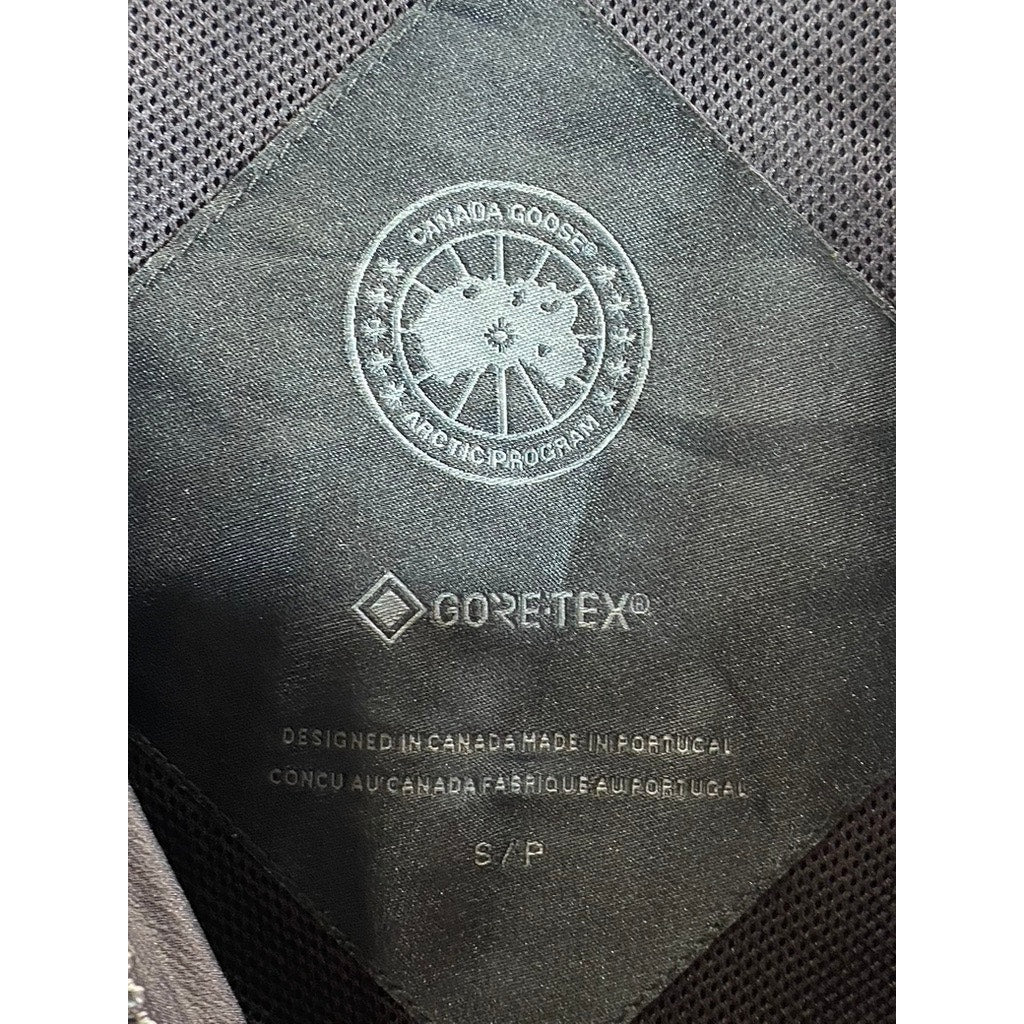 CANADA GOOSE®
ARCTIC PROGRAM
GORE-TEX®
DESIGNED IN CANADA MADE IN PORTUGAL
CONCU AU CANADA FABRIQUE AU PORTUGAL
S / P